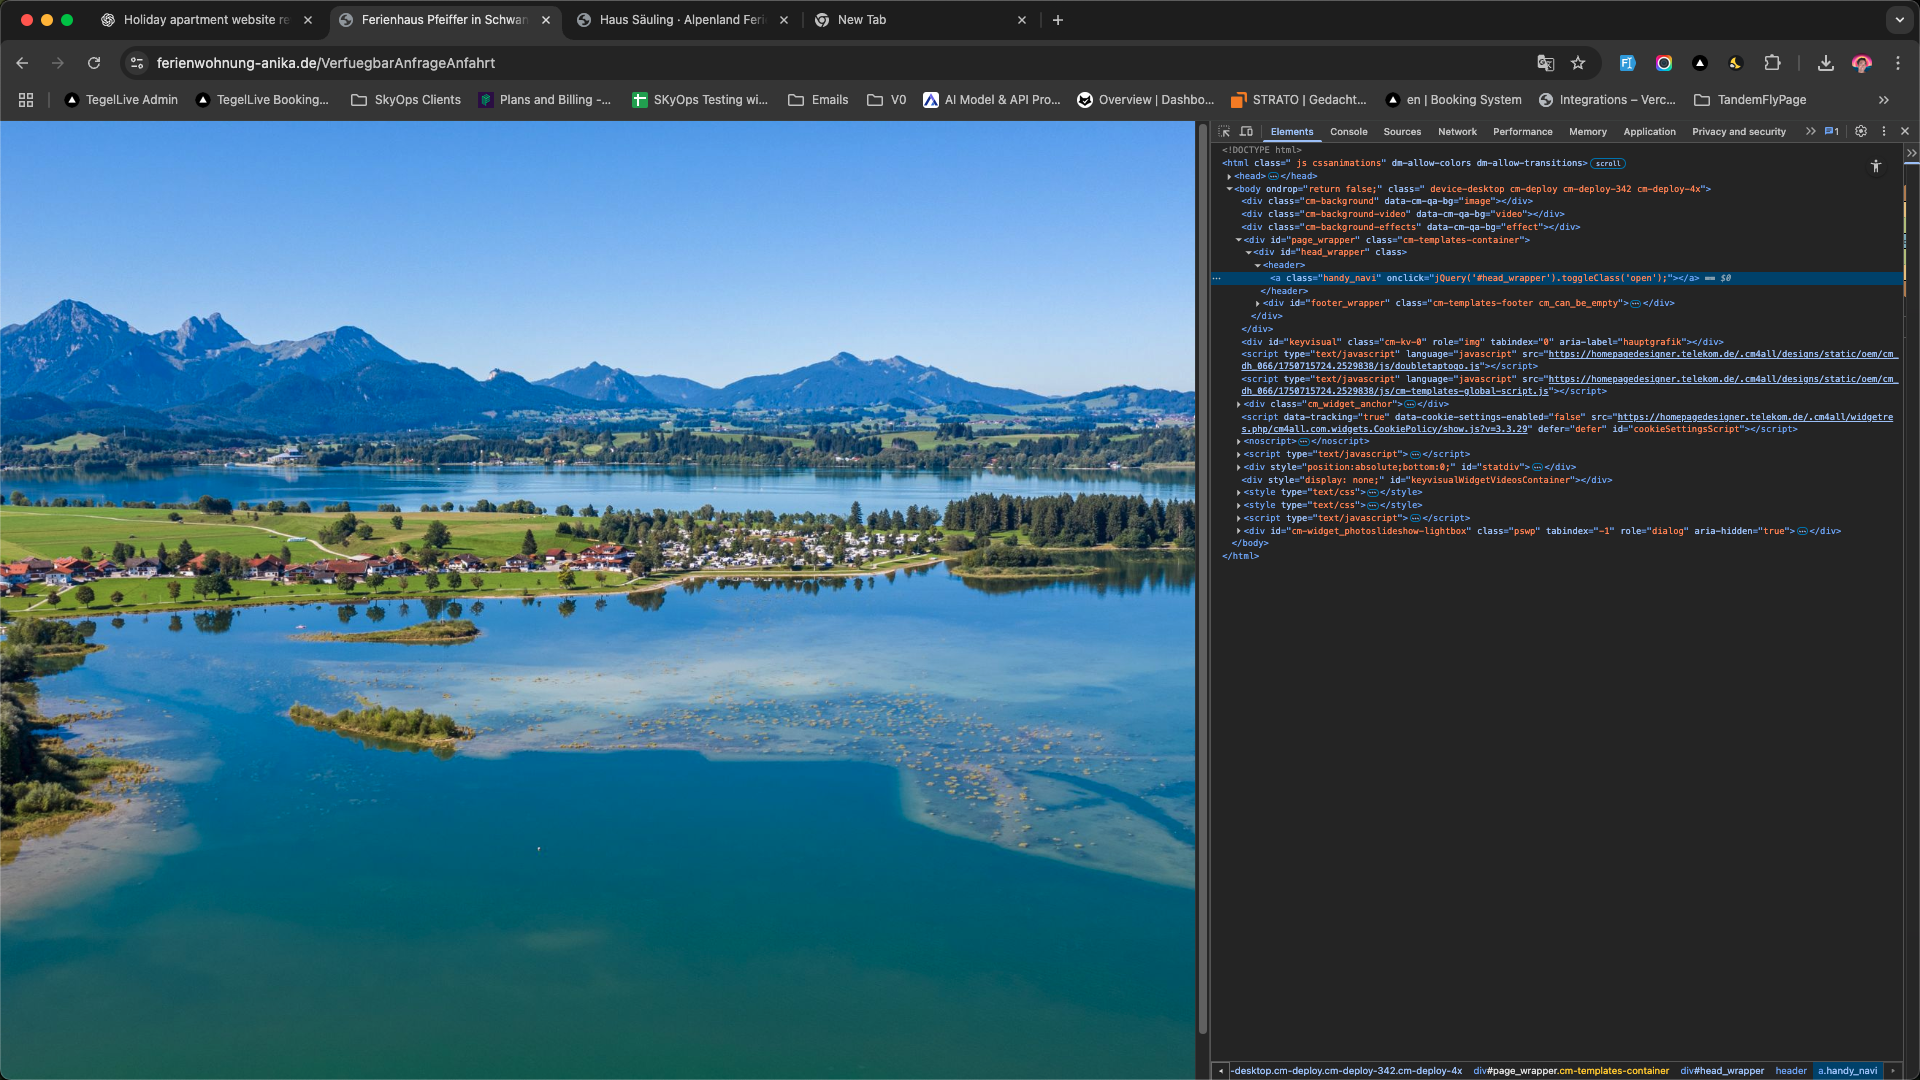 Holiday apartment website re
Ferienhaus Pfeiffer in Schwan
Haus Säuling · Alpenland Ferie
New Tab
ferienwohnung-anika.de/VerfuegbarAnfrageAnfahrt
TegelLive Admin
TegelLive Booking...
SkyOps Clients
Plans and Billing -...
SKyOps Testing wi...
Emails
V0
AI Model & API Pro...
Overview | Dashbo...
STRATO | Gedacht...
en | Booking System
Integrations – Verc...
TandemFlyPage
Elements
Console
Sources
Network
Performance
Memory
Application
Privacy and security
1
<!DOCTYPE html>
<html class=" js cssanimations" dm-allow-colors dm-allow-transitions> scroll
<head> ⋯ </head>
<body ondrop="return false;" class=" device-desktop cm-deploy cm-deploy-342 cm-deploy-4x">
<div class="cm-background" data-cm-qa-bg="image"></div>
<div class="cm-background-video" data-cm-qa-bg="video"></div>
<div class="cm-background-effects" data-cm-qa-bg="effect"></div>
<div id="page_wrapper" class="cm-templates-container">
<div id="head_wrapper" class>
<header>
<a class="handy_navi" onclick="jQuery('#head_wrapper').toggleClass('open');"></a> == $0
</header>
<div id="footer_wrapper" class="cm-templates-footer cm_can_be_empty"> ⋯ </div>
</div>
</div>
<div id="keyvisual" class="cm-kv-0" role="img" tabindex="0" aria-label="hauptgrafik"></div>
<script type="text/javascript" language="javascript" src="https://homepagedesigner.telekom.de/.cm4all/designs/static/oem/cm_
dh_066/1750715724.2529838/js/doubletaptogo.js"></script>
<script type="text/javascript" language="javascript" src="https://homepagedesigner.telekom.de/.cm4all/designs/static/oem/cm_
dh_066/1750715724.2529838/js/cm-templates-global-script.js"></script>
<div class="cm_widget_anchor"> ⋯ </div>
<script data-tracking="true" data-cookie-settings-enabled="false" src="https://homepagedesigner.telekom.de/.cm4all/widgetre
s.php/cm4all.com.widgets.CookiePolicy/show.js?v=3.3.29" defer="defer" id="cookieSettingsScript"></script>
<noscript> ⋯ </noscript>
<script type="text/javascript"> ⋯ </script>
<div style="position:absolute;bottom:0;" id="statdiv"> ⋯ </div>
<div style="display: none;" id="keyvisualWidgetVideosContainer"></div>
<style type="text/css"> ⋯ </style>
<style type="text/css"> ⋯ </style>
<script type="text/javascript"> ⋯ </script>
<div id="cm-widget_photoslideshow-lightbox" class="pswp" tabindex="-1" role="dialog" aria-hidden="true"> ⋯ </div>
</body>
</html>
-desktop.cm-deploy.cm-deploy-342.cm-deploy-4x
div#page_wrapper.cm-templates-container
div#head_wrapper
header
a.handy_navi